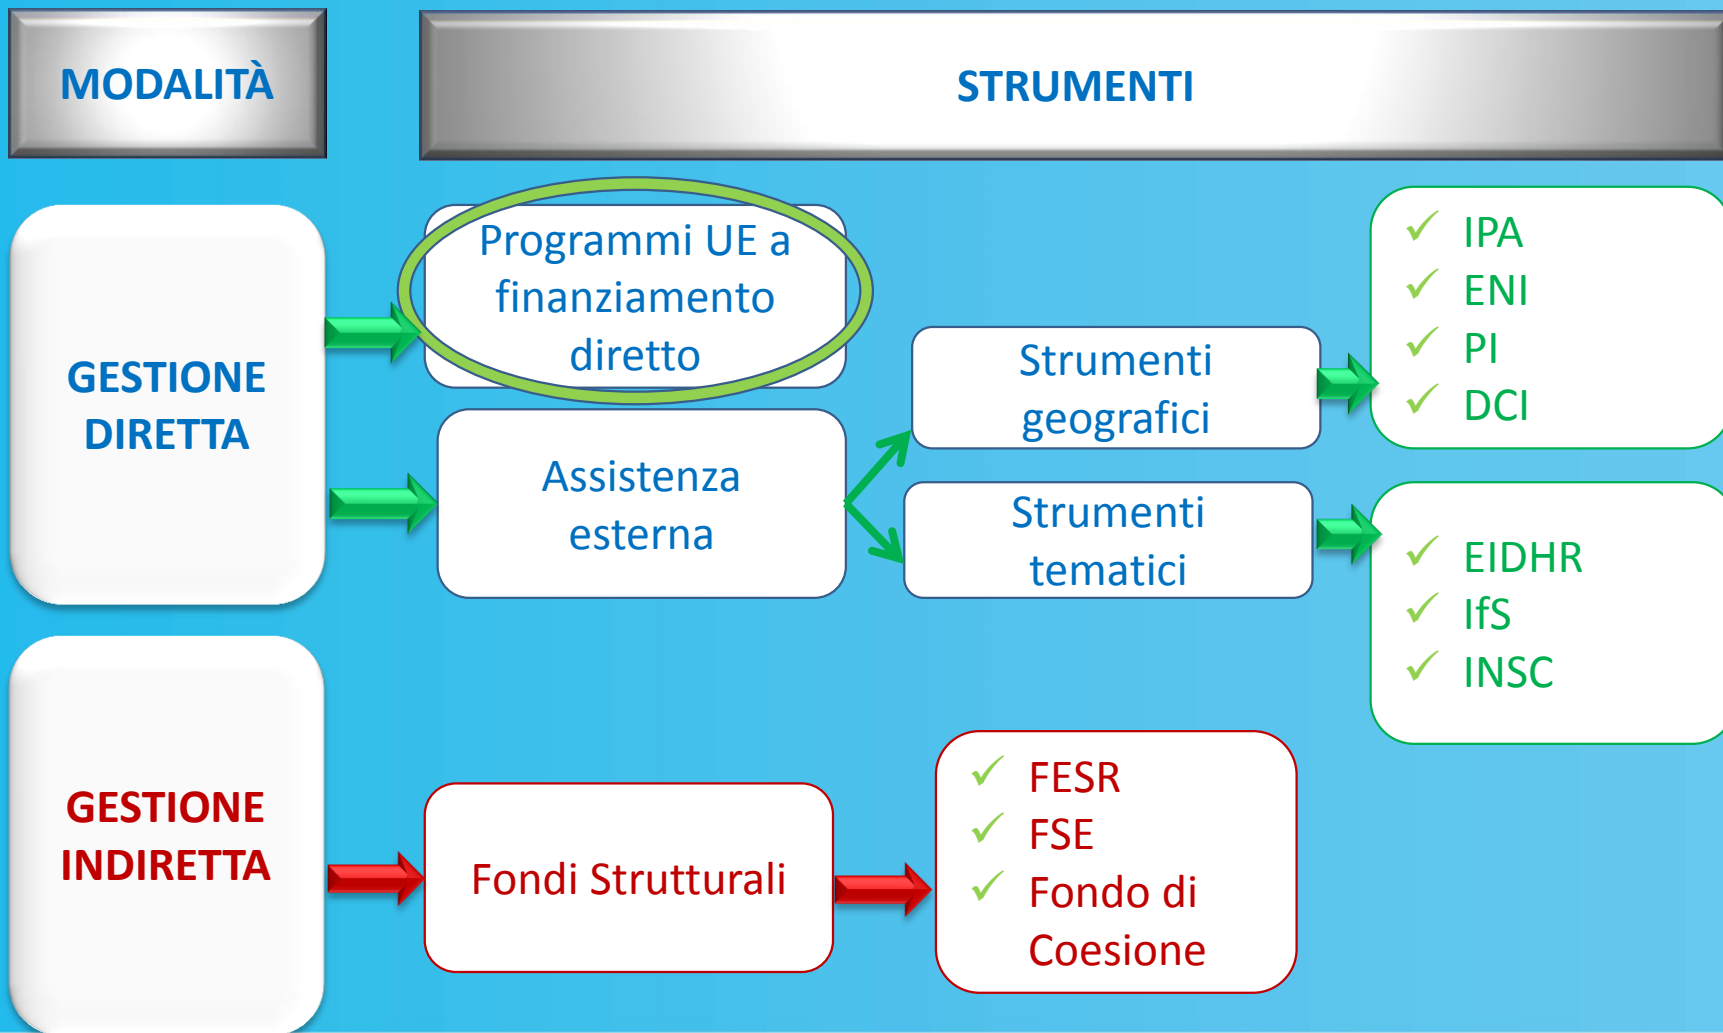 MODALITÀ
STRUMENTI
GESTIONE
DIRETTA
Programmi UE a
finanziamento
diretto
Assistenza
esterna
Strumenti
geografici
IPA
ENI
PI
DCI
Strumenti
tematici
EIDHR
IfS
INSC
GESTIONE
INDIRETTA
Fondi Strutturali
FESR
FSE
Fondo di
Coesione